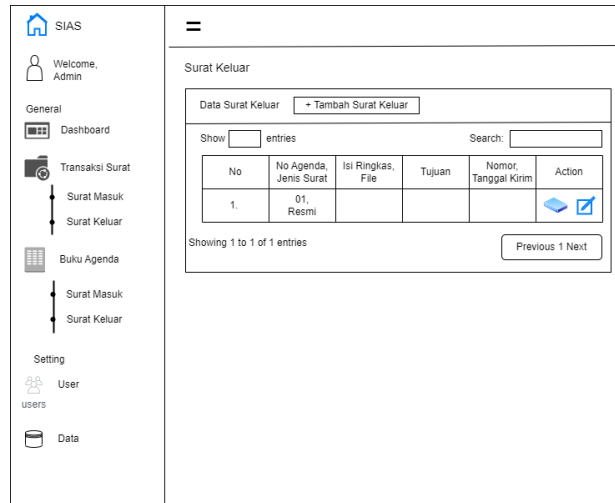 SIAS
Welcome,
Admin
General
Dashboard
Transaksi Surat
Surat Masuk
Surat Keluar
Buku Agenda
Surat Masuk
Surat Keluar
Setting
User
users
Data
Surat Keluar
Data Surat Keluar
+ Tambah Surat Keluar
Show entries
Search:
No
No Agenda,
Jenis Surat
Isi Ringkas,
File
Tujuan
Nomor,
Tanggal Kirim
Action
1.
01,
Resmi
Showing 1 to 1 of 1 entries
Previous 1 Next